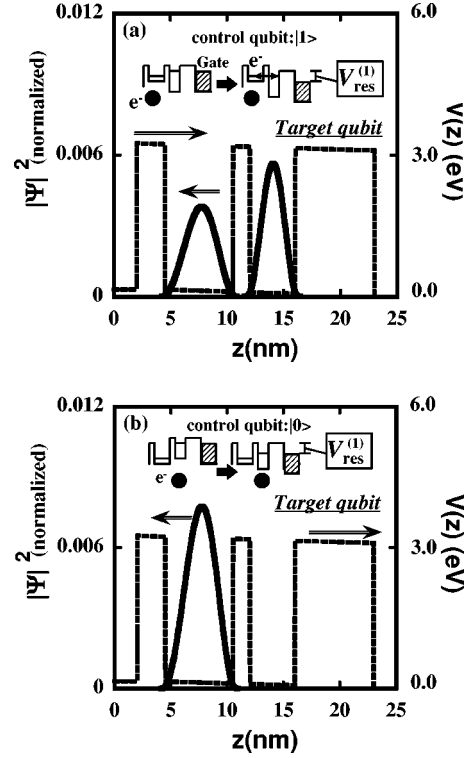 (a) control qubit:|1>
Gate
e-
e-
V res (1)
Target qubit
|Ψ| 2 (normalized)
0.006
0
6.0
3.0
0.0
V(z) (eV)
0 5 10 15 20 25
z(nm)
0.012
(b) control qubit:|0>
e-
V res (1)
Target qubit
|Ψ| 2 (normalized)
0.006
0
6.0
3.0
0.0
V(z) (eV)
0 5 10 15 20 25
z(nm)